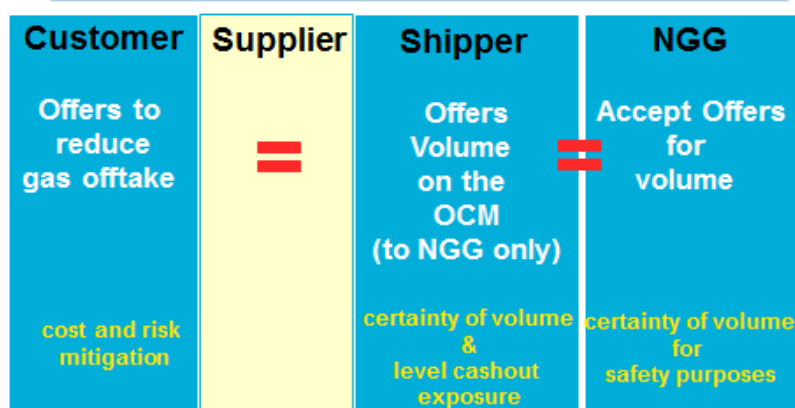 Customer
Supplier
Shipper
NGG
Offers to
reduce
gas offtake
=
Offers
Volume
on the
OCM
(to NGG only)
=
Accept Offers
for
volume
cost and risk
mitigation
certainty of volume
&
level cashout
exposure
certainty of volume
for
safety purposes